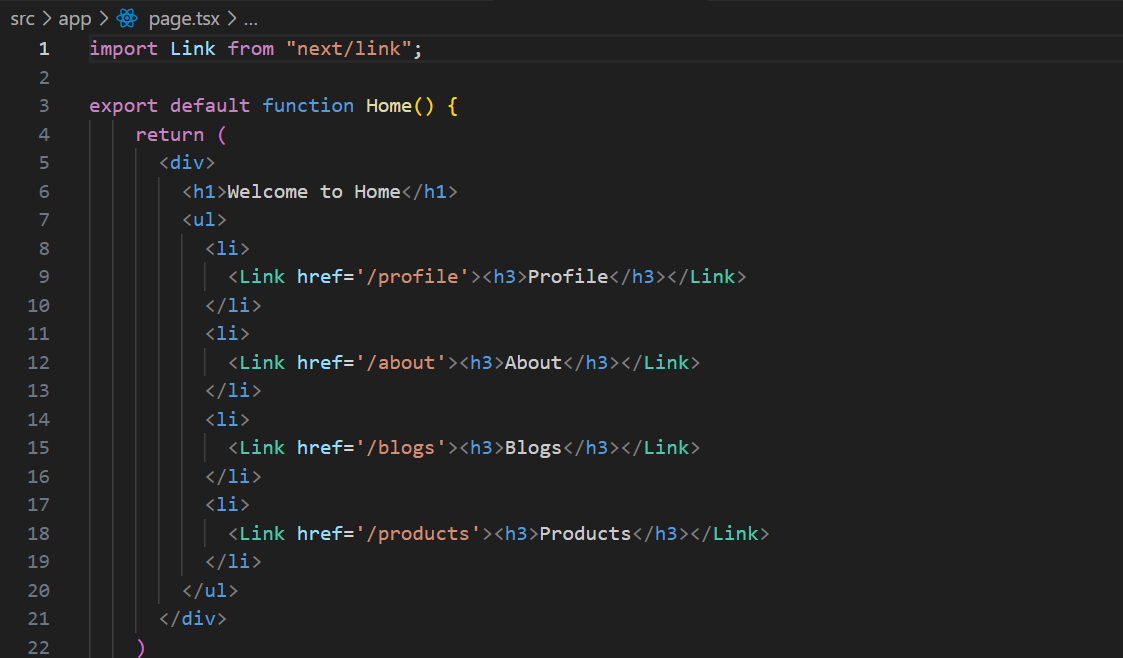 src > app > page.tsx > ...
1 import Link from "next/link";
2
3 export default function Home() {
4     return (
5       <div>
6         <h1>Welcome to Home</h1>
7         <ul>
8           <li>
9             <Link href='/profile'><h3>Profile</h3></Link>
10           </li>
11           <li>
12             <Link href='/about'><h3>About</h3></Link>
13           </li>
14           <li>
15             <Link href='/blogs'><h3>Blogs</h3></Link>
16           </li>
17           <li>
18             <Link href='/products'><h3>Products</h3></Link>
19           </li>
20         </ul>
21       </div>
22     )